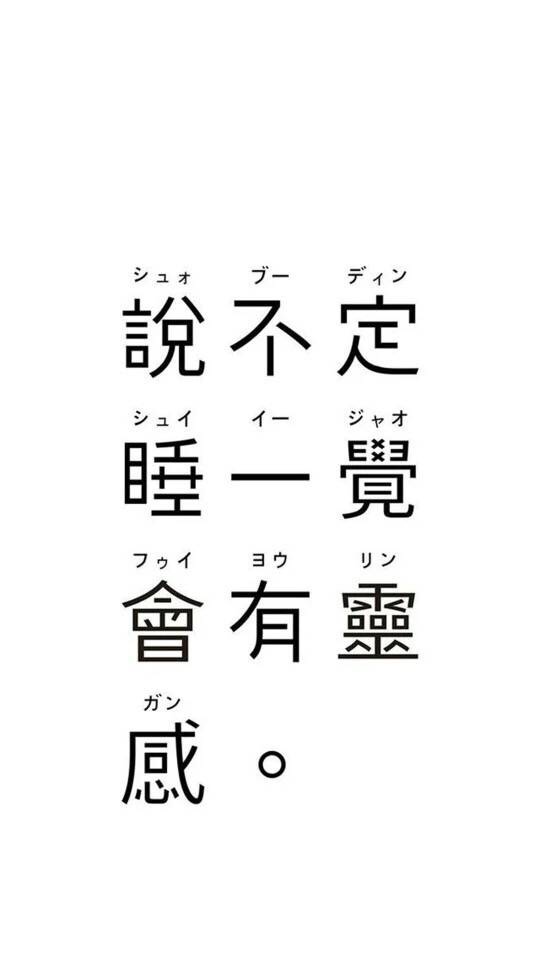 シュォ ブー ディン
說不定
シュイ イー ジャオ
睡一覺
フゥイ ヨウ リン
會有靈
ガン
感。